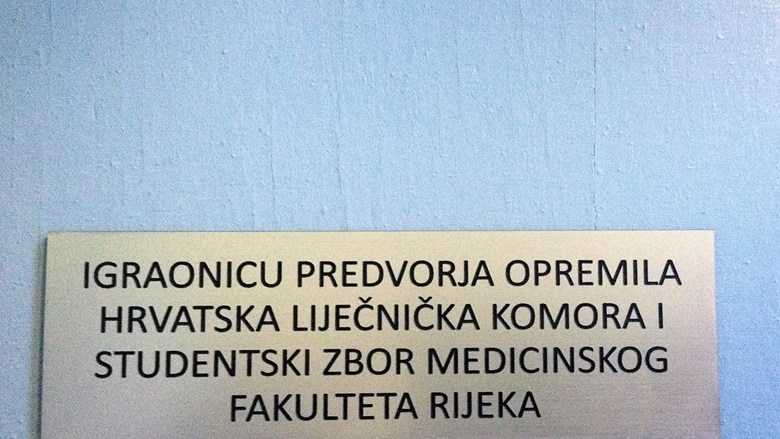 IGRAONICU PREDVORJA OPREMILA
HRVATSKA LIJEČNIČKA KOMORA I
STUDENTSKI ZBOR MEDICINSKOG
FAKULTETA RIJEKA